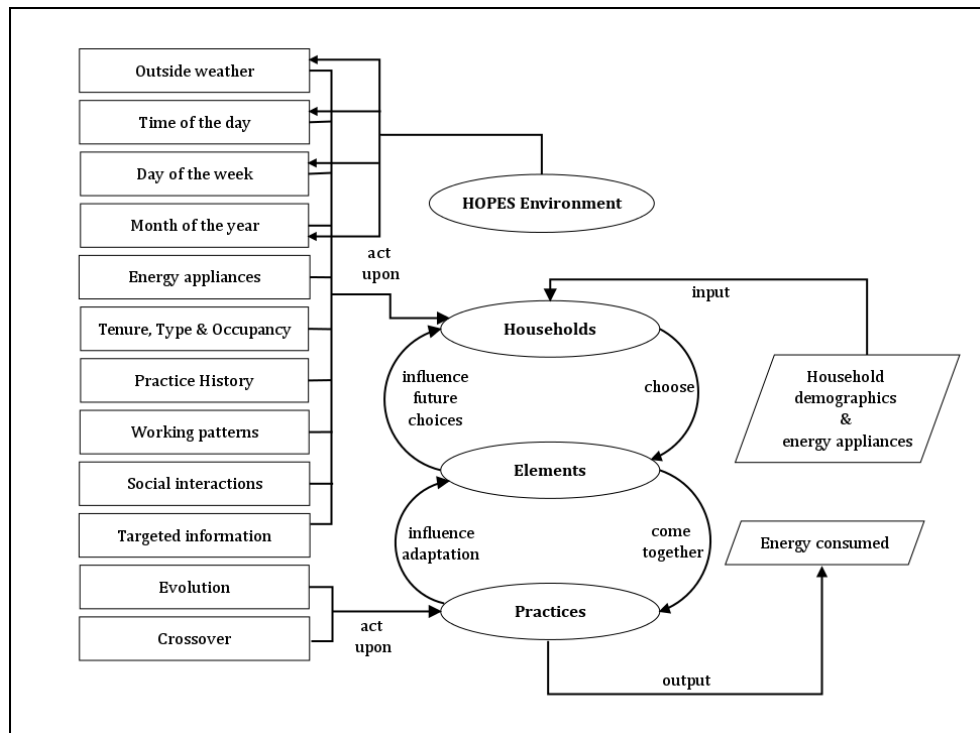 Outside weather
Time of the day
Day of the week
Month of the year
Energy appliances
Tenure, Type & Occupancy
Practice History
Working patterns
Social interactions
Targeted information
Evolution
Crossover
HOPES Environment
act
upon
input
Households
influence
future
choices
choose
Household
demographics
&
energy appliances
Elements
influence
adaptation
come
together
Energy consumed
Practices
act
upon
output